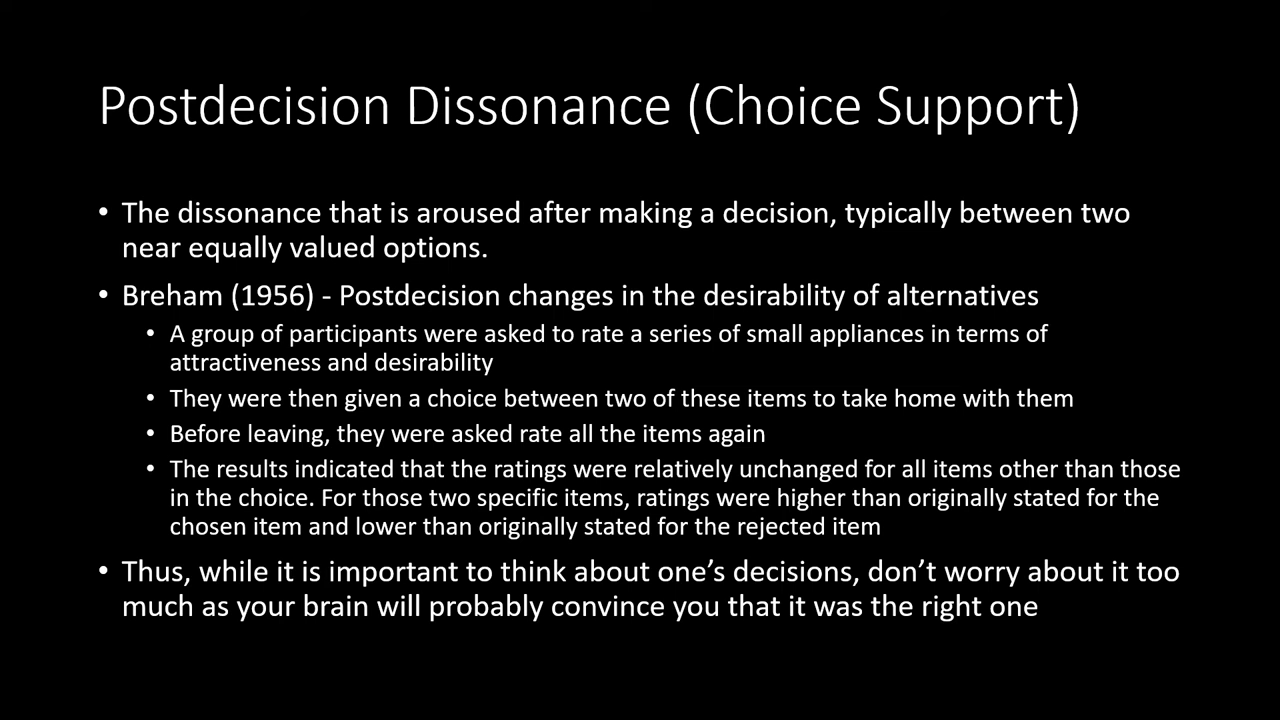 Postdecision Dissonance (Choice Support)
• The dissonance that is aroused after making a decision, typically between two
near equally valued options.
• Breham (1956) - Postdecision changes in the desirability of alternatives
• A group of participants were asked to rate a series of small appliances in terms of
attractiveness and desirability
• They were then given a choice between two of these items to take home with them
• Before leaving, they were asked rate all the items again
• The results indicated that the ratings were relatively unchanged for all items other than those
in the choice. For those two specific items, ratings were higher than originally stated for the
chosen item and lower than originally stated for the rejected item
• Thus, while it is important to think about one’s decisions, don’t worry about it too
much as your brain will probably convince you that it was the right one